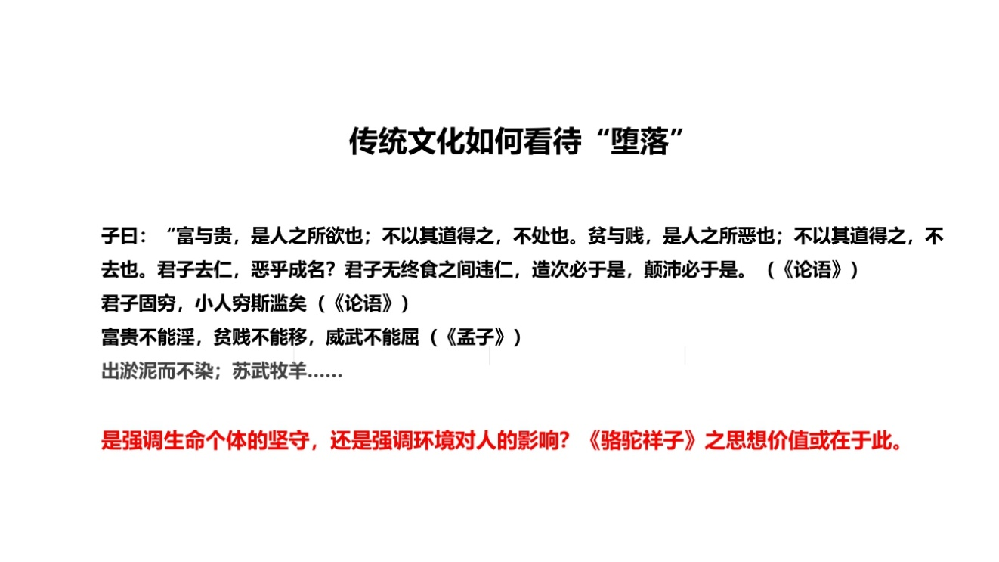 传统文化如何看待“堕落”
子曰：“富与贵，是人之所欲也；不以其道得之，不处也。贫与贱，是人之所恶也；不以其道得之，不
去也。君子去仁，恶乎成名？君子无终食之间违仁，造次必于是，颠沛必于是。（《论语》）
君子固穷，小人穷斯滥矣（《论语》）
富贵不能淫，贫贱不能移，威武不能屈（《孟子》）
出淤泥而不染；苏武牧羊……
是强调生命个体的坚守，还是强调环境对人的影响？《骆驼祥子》之思想价值或在于此。